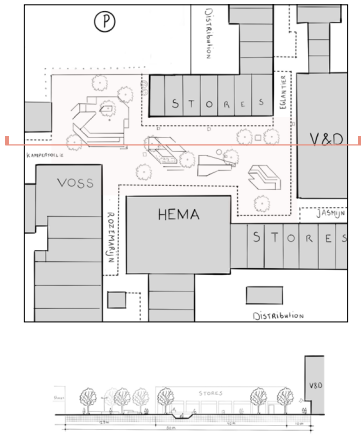 P
DISTRIBUTION
STORES
EGLANTIER
V&D
KAMPERFOELIE
VOSS
ROZEMARIJN
HEMA
JASMIJN
STORES
DISTRIBUTION
STORES
V&D